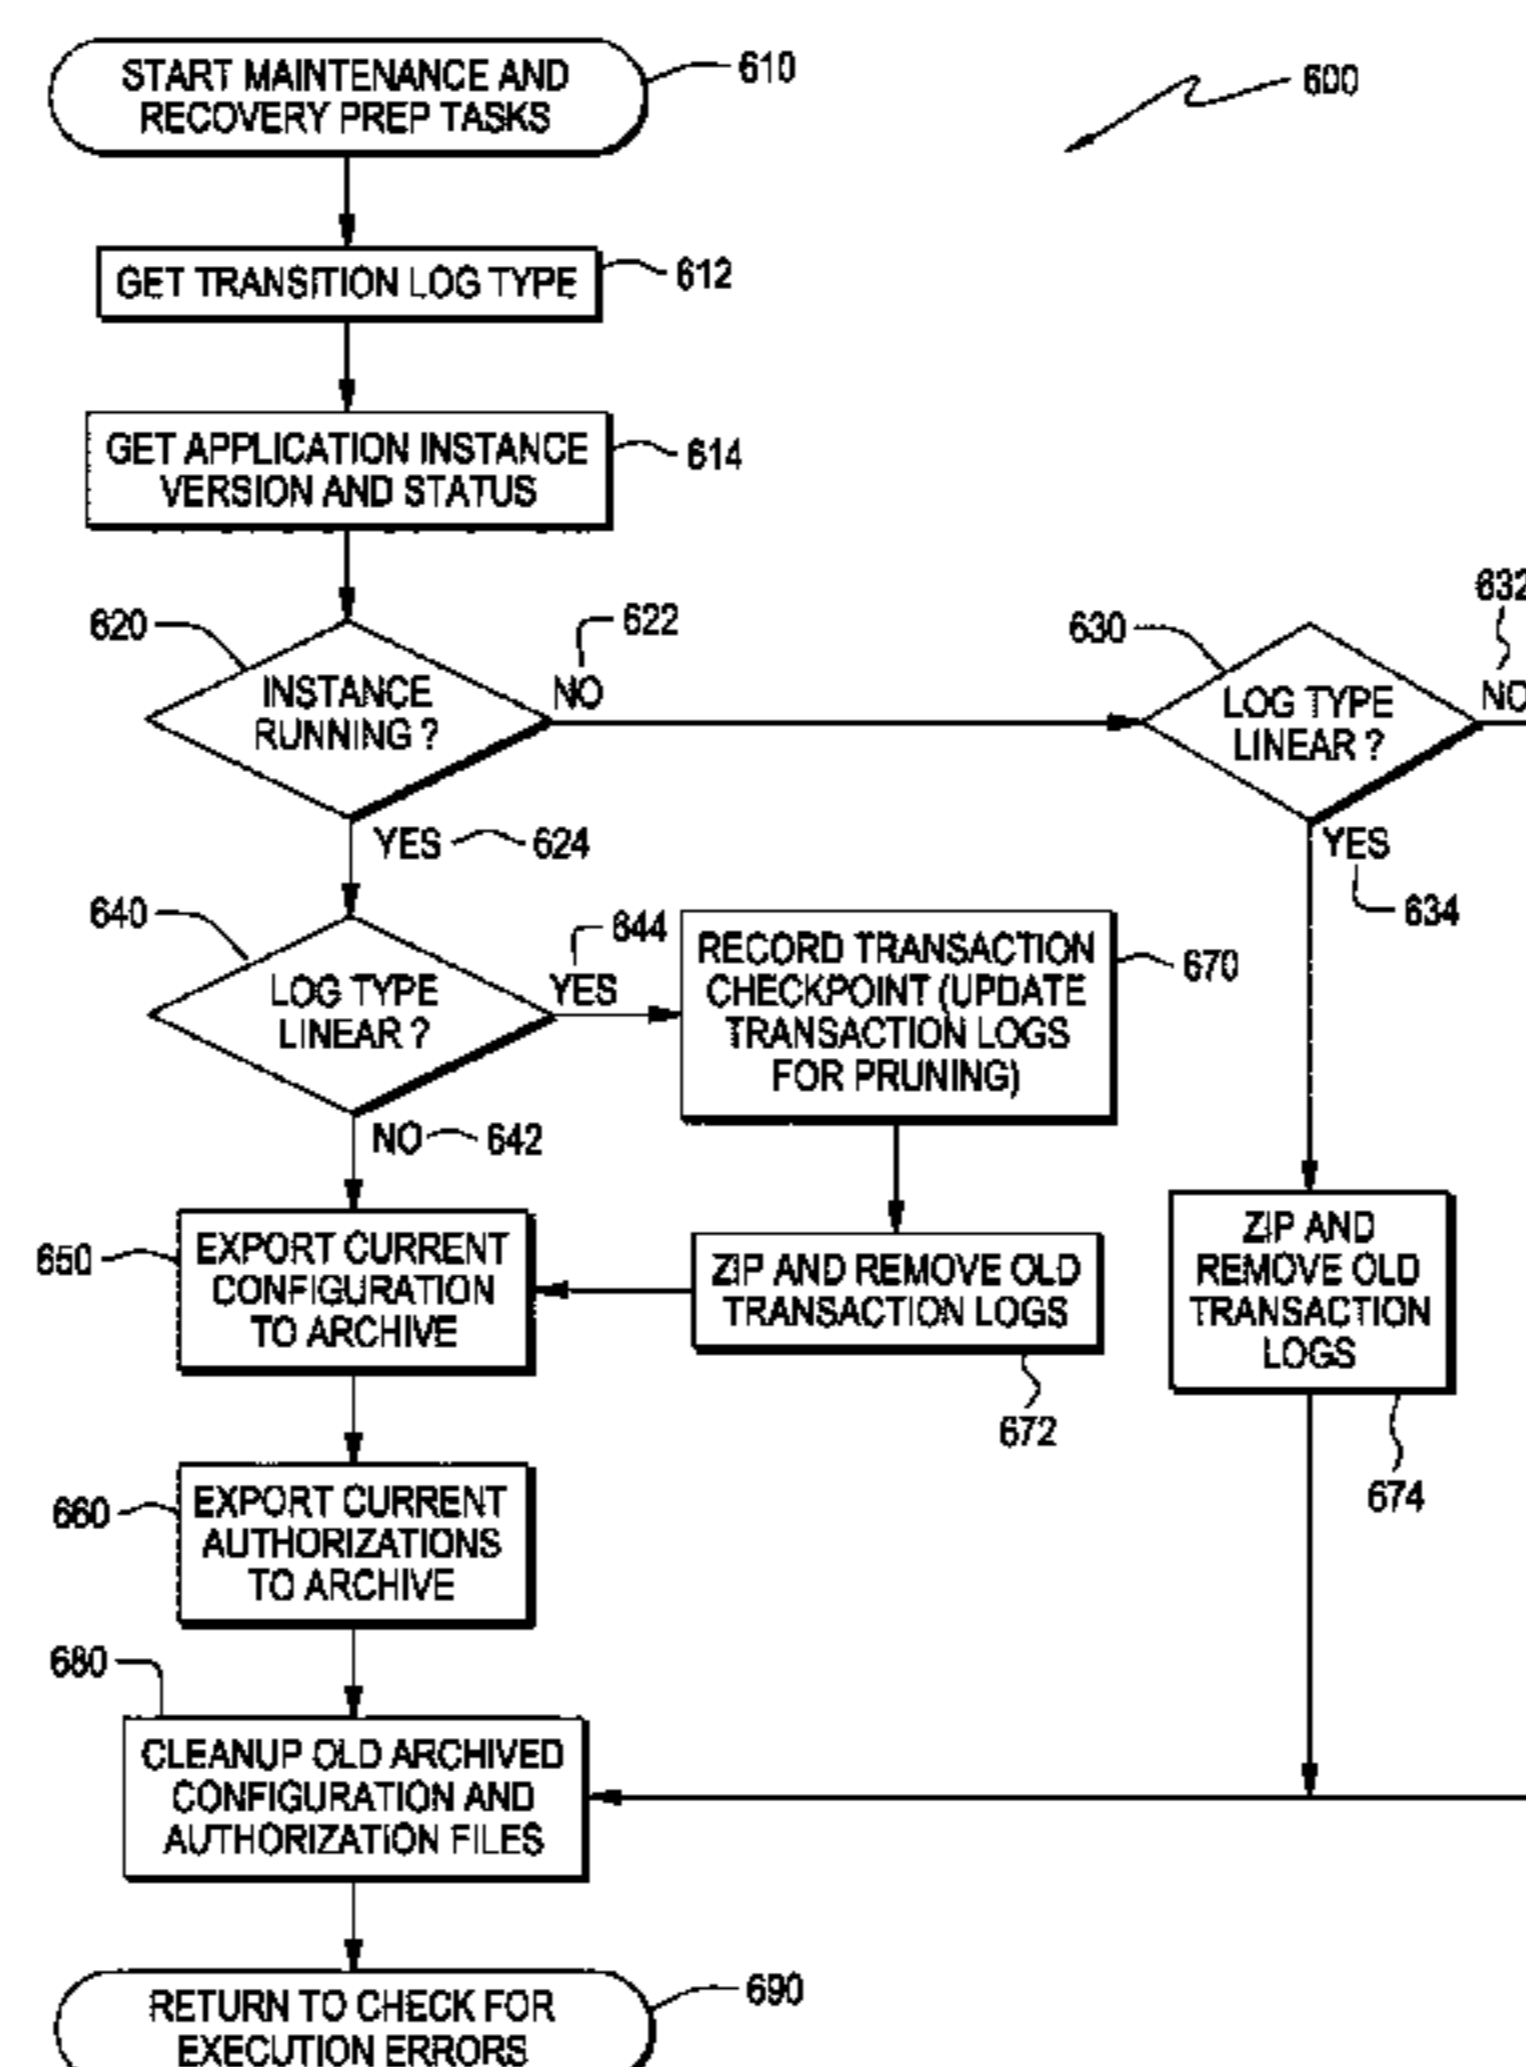 START MAINTENANCE AND
RECOVERY PREP TASKS
610
600
GET TRANSITION LOG TYPE
612
GET APPLICATION INSTANCE
VERSION AND STATUS
614
620
INSTANCE
RUNNING ?
622
NO
YES
624
630
LOG TYPE
LINEAR ?
632
NO
YES
634
640
LOG TYPE
LINEAR ?
644
YES
NO
642
RECORD TRANSACTION
CHECKPOINT (UPDATE
TRANSACTION LOGS
FOR PRUNING)
670
650
EXPORT CURRENT
CONFIGURATION
TO ARCHIVE
ZIP AND REMOVE OLD
TRANSACTION LOGS
672
ZIP AND
REMOVE OLD
TRANSACTION
LOGS
674
660
EXPORT CURRENT
AUTHORIZATIONS
TO ARCHIVE
680
CLEANUP OLD ARCHIVED
CONFIGURATION AND
AUTHORIZATION FILES
RETURN TO CHECK FOR
EXECUTION ERRORS
690